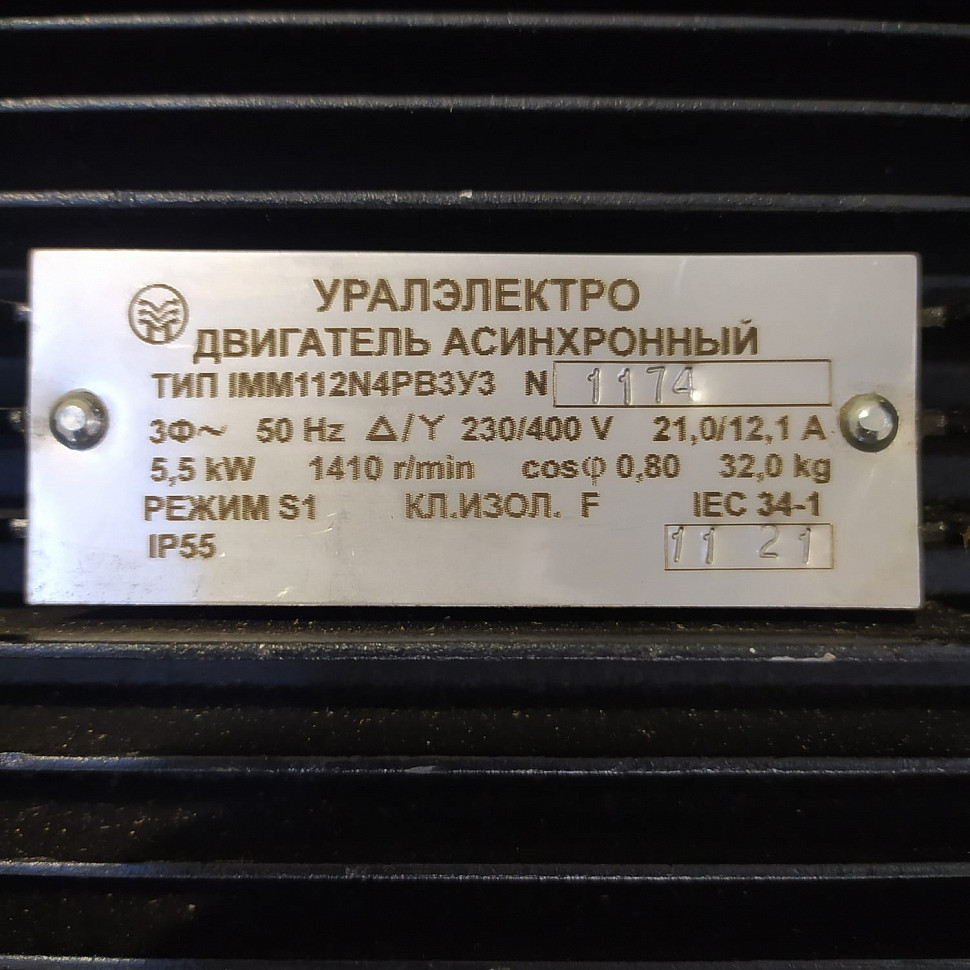 УРАЛЭЛЕКТРО
ДВИГАТЕЛЬ АСИНХРОННЫЙ
ТИП IMM112N4PB3У3 N 1174
3Ф~ 50 Hz Δ/Y 230/400 V 21,0/12,1 A
5,5 kW 1410 r/min cosφ 0,80 32,0 kg
РЕЖИМ S1 КЛ.ИЗОЛ. F IEC 34-1
IP55 11 21